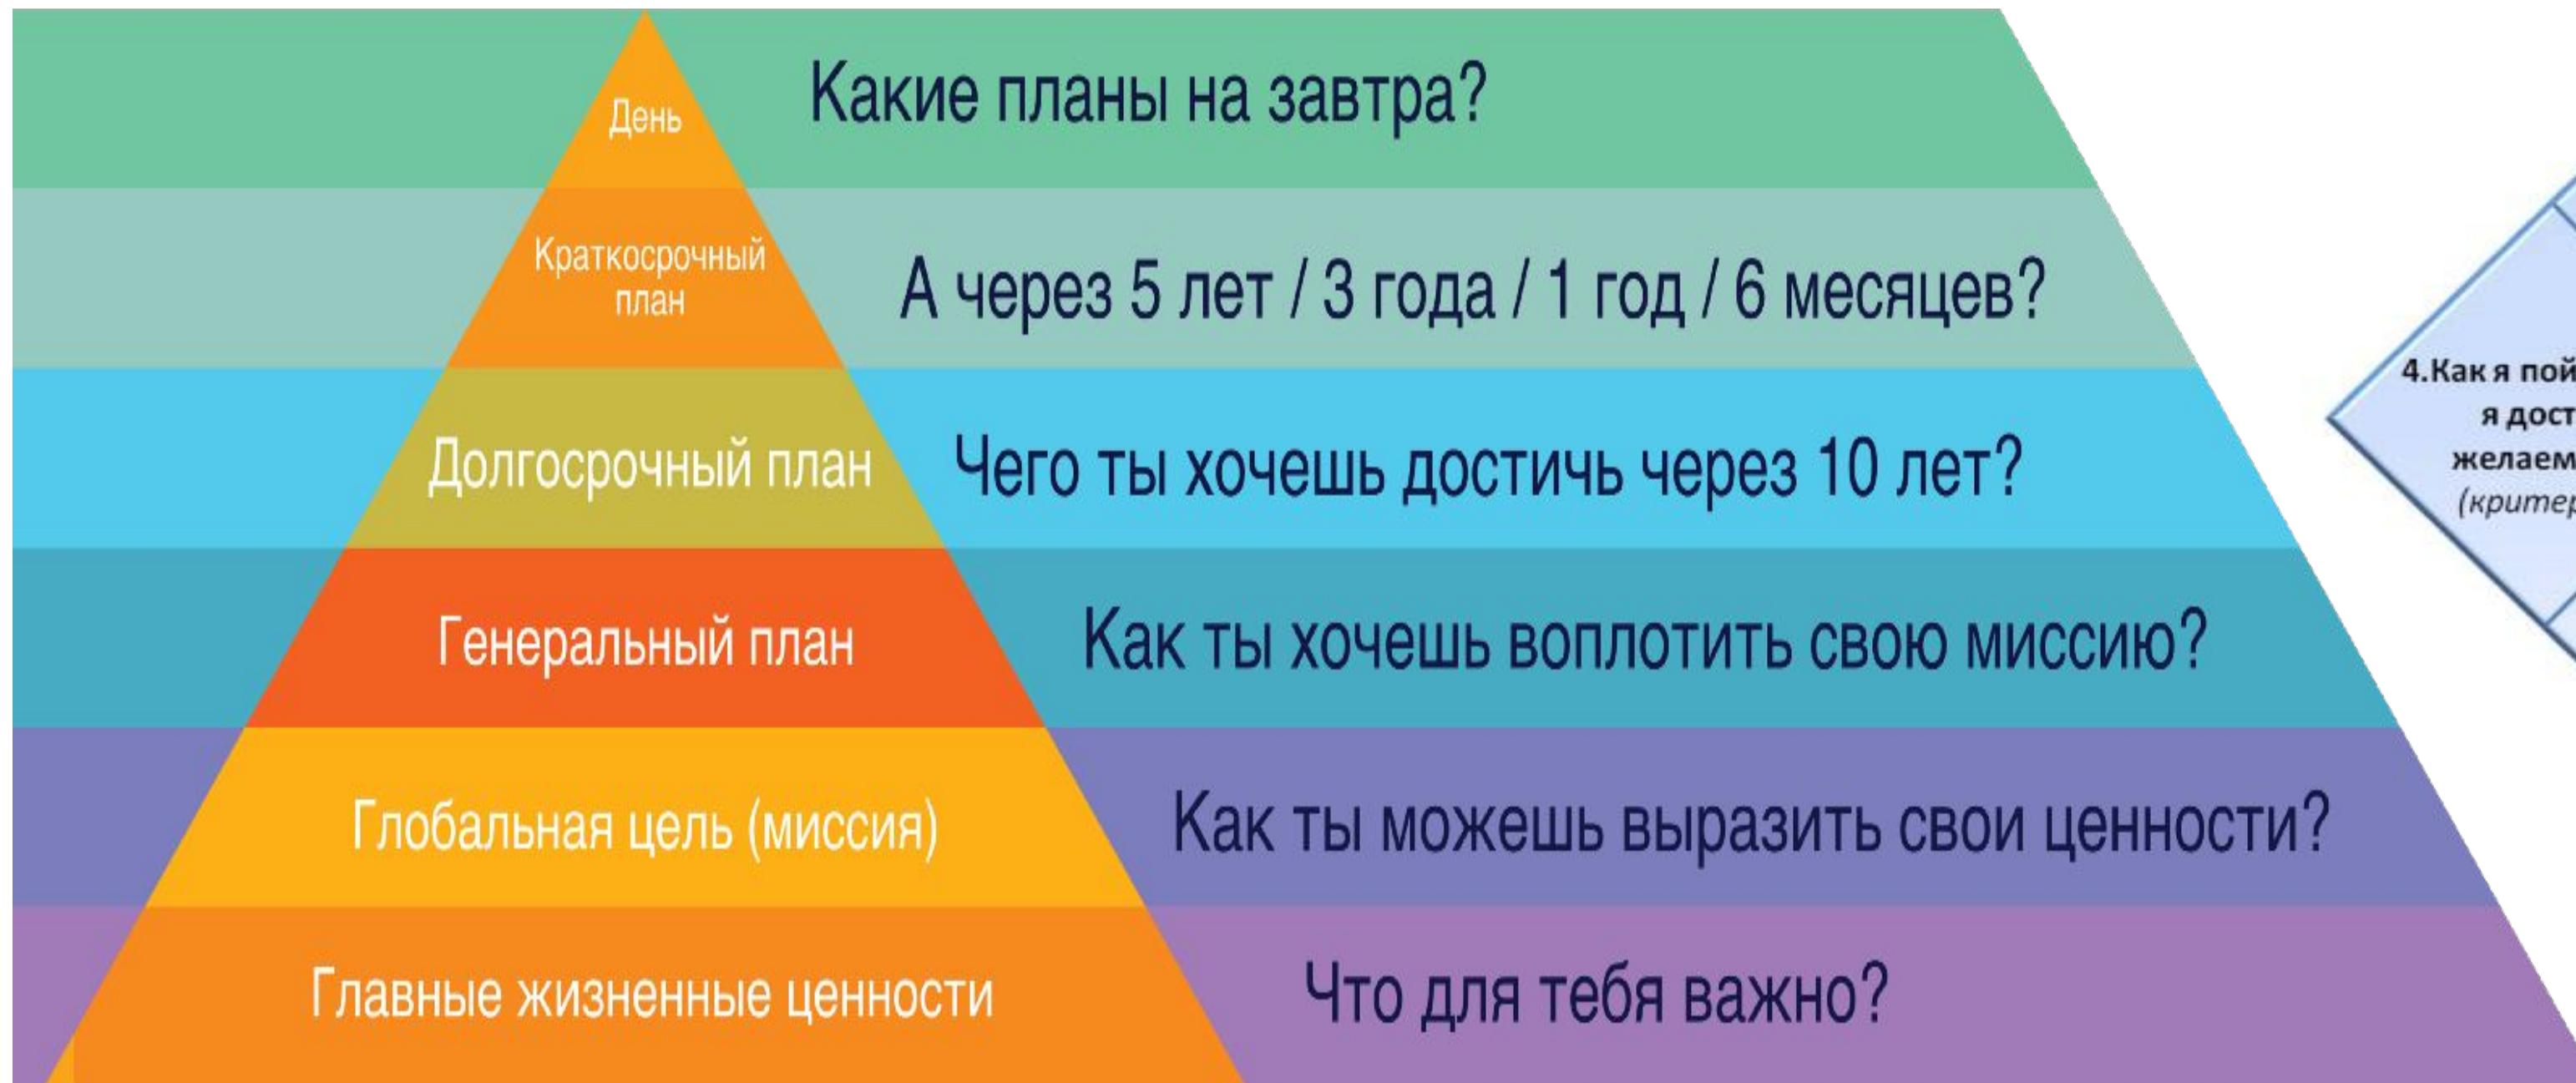 День
Какие планы на завтра?
Краткосрочный
план
А через 5 лет / 3 года / 1 год / 6 месяцев?
Долгосрочный план
Чего ты хочешь достичь через 10 лет?
Генеральный план
Как ты хочешь воплотить свою миссию?
Глобальная цель (миссия)
Как ты можешь выразить свои ценности?
Главные жизненные ценности
Что для тебя важно?
4.Как я
я